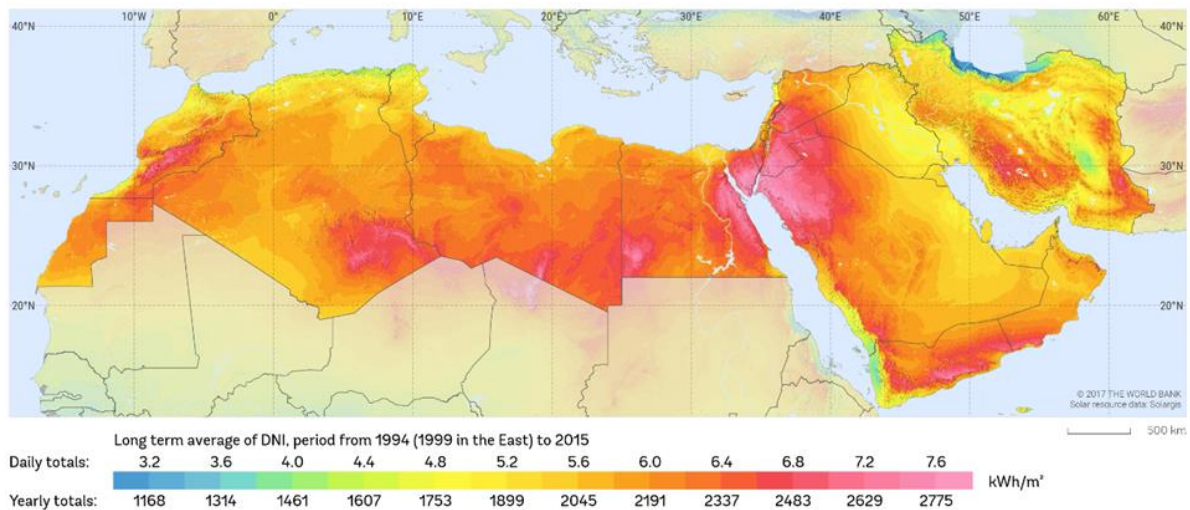 10°W 0° 10°E 20°E 30°E 40°E 50°E 60°E
40°N 40°N
30°N 30°N
20°N 20°N
© 2017 THE WORLD BANK
Solar resource data: Solargis
500 km
Long term average of DNI, period from 1994 (1999 in the East) to 2015
Daily totals: 3.2 3.6 4.0 4.4 4.8 5.2 5.6 6.0 6.4 6.8 7.2 7.6
kWh/m²
Yearly totals: 1168 1314 1461 1607 1753 1899 2045 2191 2337 2483 2629 2775